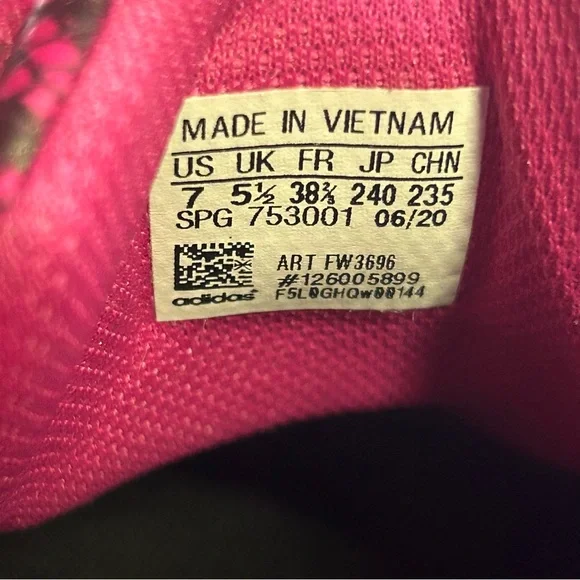 MADE IN VIETNAM
US UK FR JP CHN
7 5½ 38⅔ 240 235
SPG 753001 06/20
ART FW3696
#126005899
adidas F5L0GHQW00144